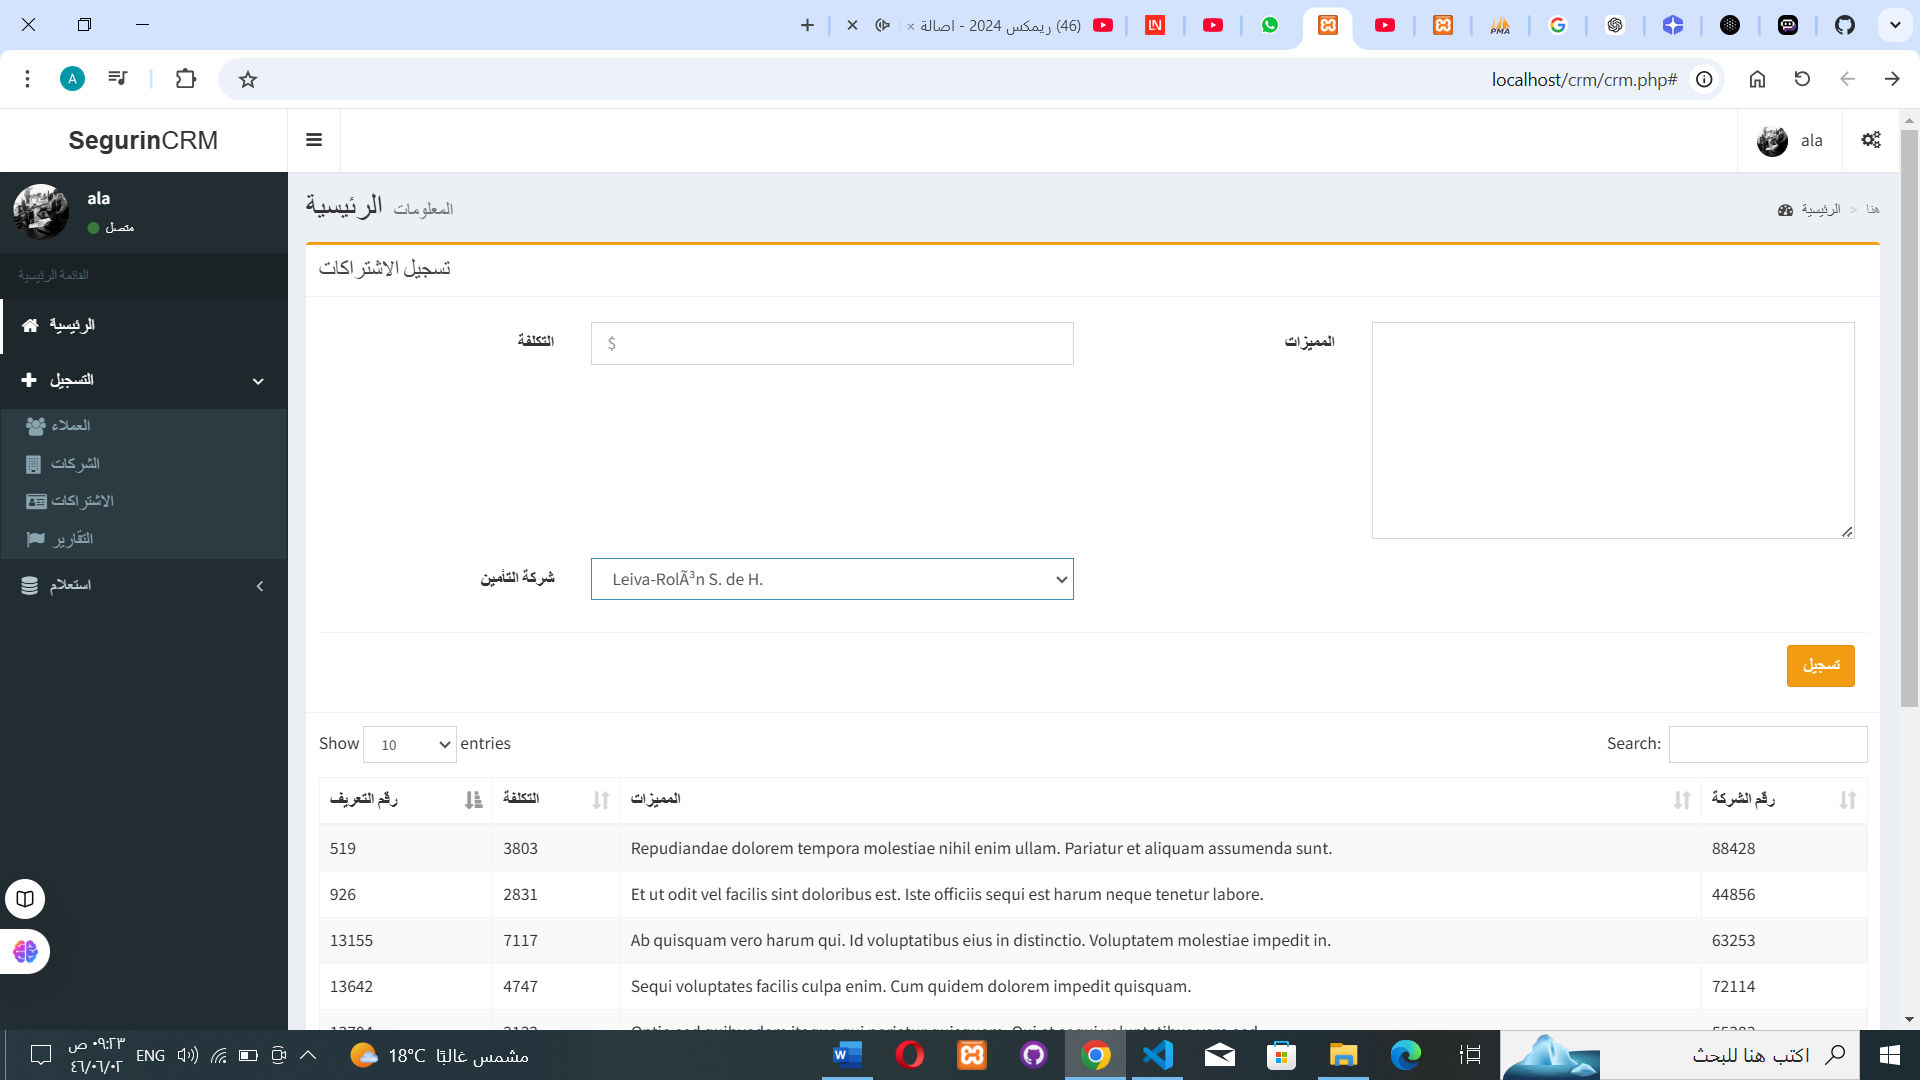 (46) ريمكس 2024 - اصالة ×
localhost/crm/crm.php#
A
SegurinCRM
ala
ala
متصل
القائمة الرئيسية
الرئيسية
التسجيل
العملاء
الشركات
الاشتراكات
التقارير
استعلام
الرئيسية المعلومات
الرئيسية > هنا
تسجيل الاشتراكات
التكلفة
$
المميزات
شركة التأمين
Leiva-RolÃ³n S. de H.
تسجيل
Show 10 entries
Search:
رقم التعريف التكلفة المميزات رقم الشركة
519 3803 Repudiandae dolorem tempora molestiae nihil enim ullam. Pariatur et aliquam assumenda sunt. 88428
926 2831 Et ut odit vel facilis sint doloribus est. Iste officiis sequi est harum neque tenetur labore. 44856
13155 7117 Ab quisquam vero harum qui. Id voluptatibus eius in distinctio. Voluptatem molestiae impedit in. 63253
13642 4747 Sequi voluptates facilis culpa enim. Cum quidem dolorem impedit quisquam. 72114
٠٩:٢٣ ص
٤٦/٠٦/٠٢
ENG
18°C مشمس غالبًا
اكتب هنا للبحث